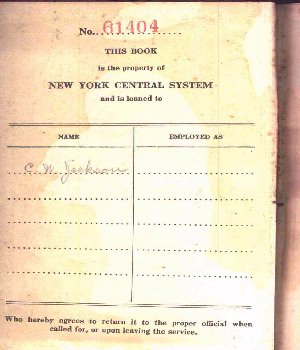 No. 61404
THIS BOOK
is the property of
NEW YORK CENTRAL SYSTEM
and is loaned to
NAME EMPLOYED AS
C. W. Jackson
Who hereby agrees to return it to the proper official when
called for, or upon leaving the service.